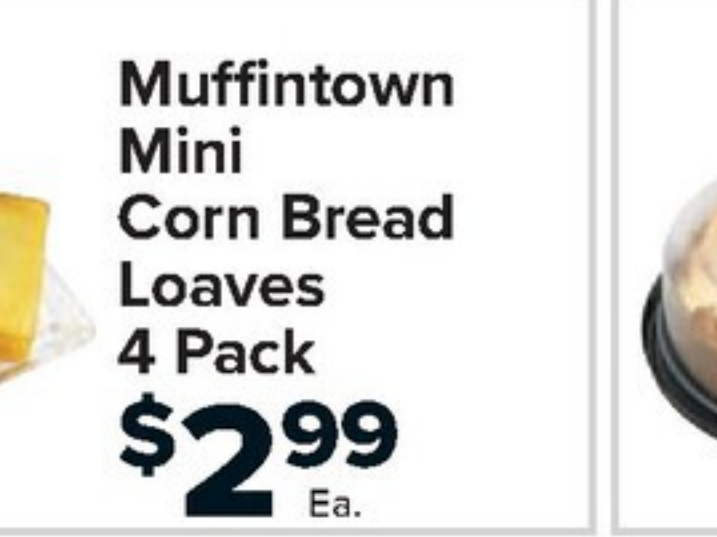 Muffintown
Mini
Corn Bread
Loaves
4 Pack
$2.99
Ea.